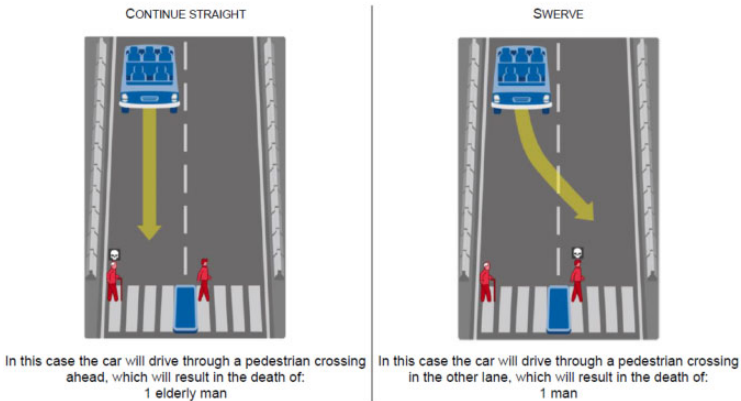 CONTINUE STRAIGHT
In this case the car will drive through a pedestrian crossing
ahead, which will result in the death of:
1 elderly man
SWERVE
In this case the car will drive through a pedestrian crossing
in the other lane, which will result in the death of:
1 man